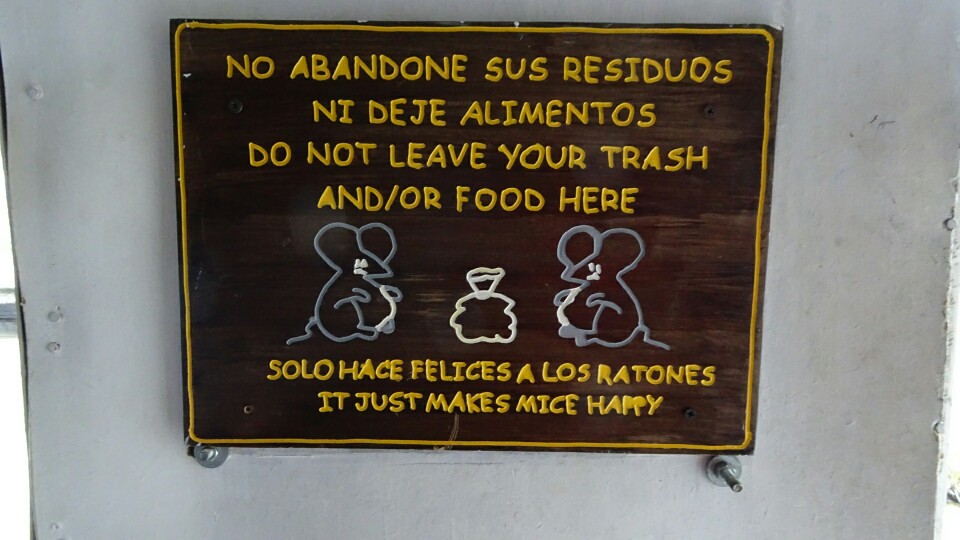 NO ABANDONE SUS RESIDUOS
NI DEJE ALIMENTOS
DO NOT LEAVE YOUR TRASH
AND/OR FOOD HERE
SOLO HACE FELICES A LOS RATONES
IT JUST MAKES MICE HAPPY